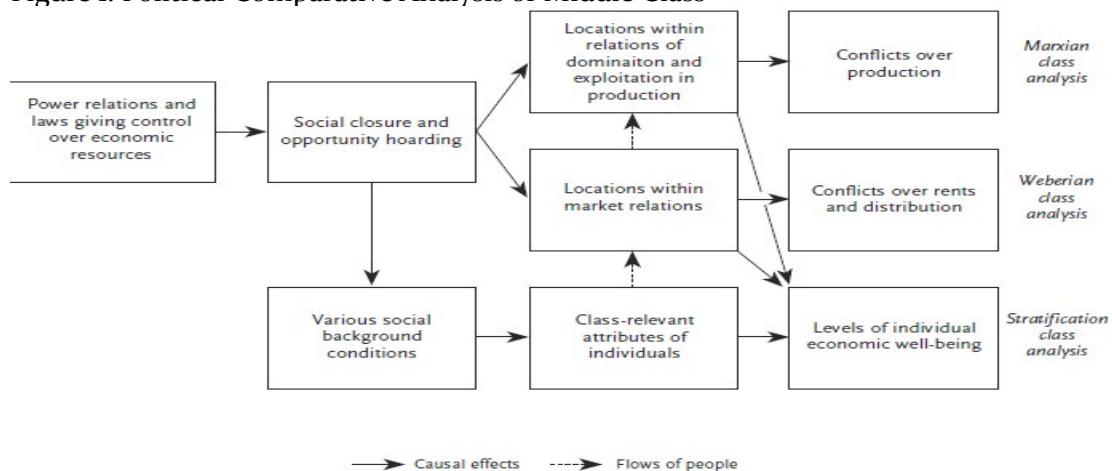 Figure I. Political Comparative Analysis of Middle Class
Power relations and
laws giving control
over economic
resources
Social closure and
opportunity hoarding
Locations within
relations of
dominaiton and
exploitation in
production
Conflicts over
production
Marxian
class
analysis
Locations within
market relations
Conflicts over rents
and distribution
Weberian
class
analysis
Various social
background
conditions
Class-relevant
attributes of
individuals
Levels of individual
economic well-being
Stratification
class
analysis
Causal effects
Flows of people